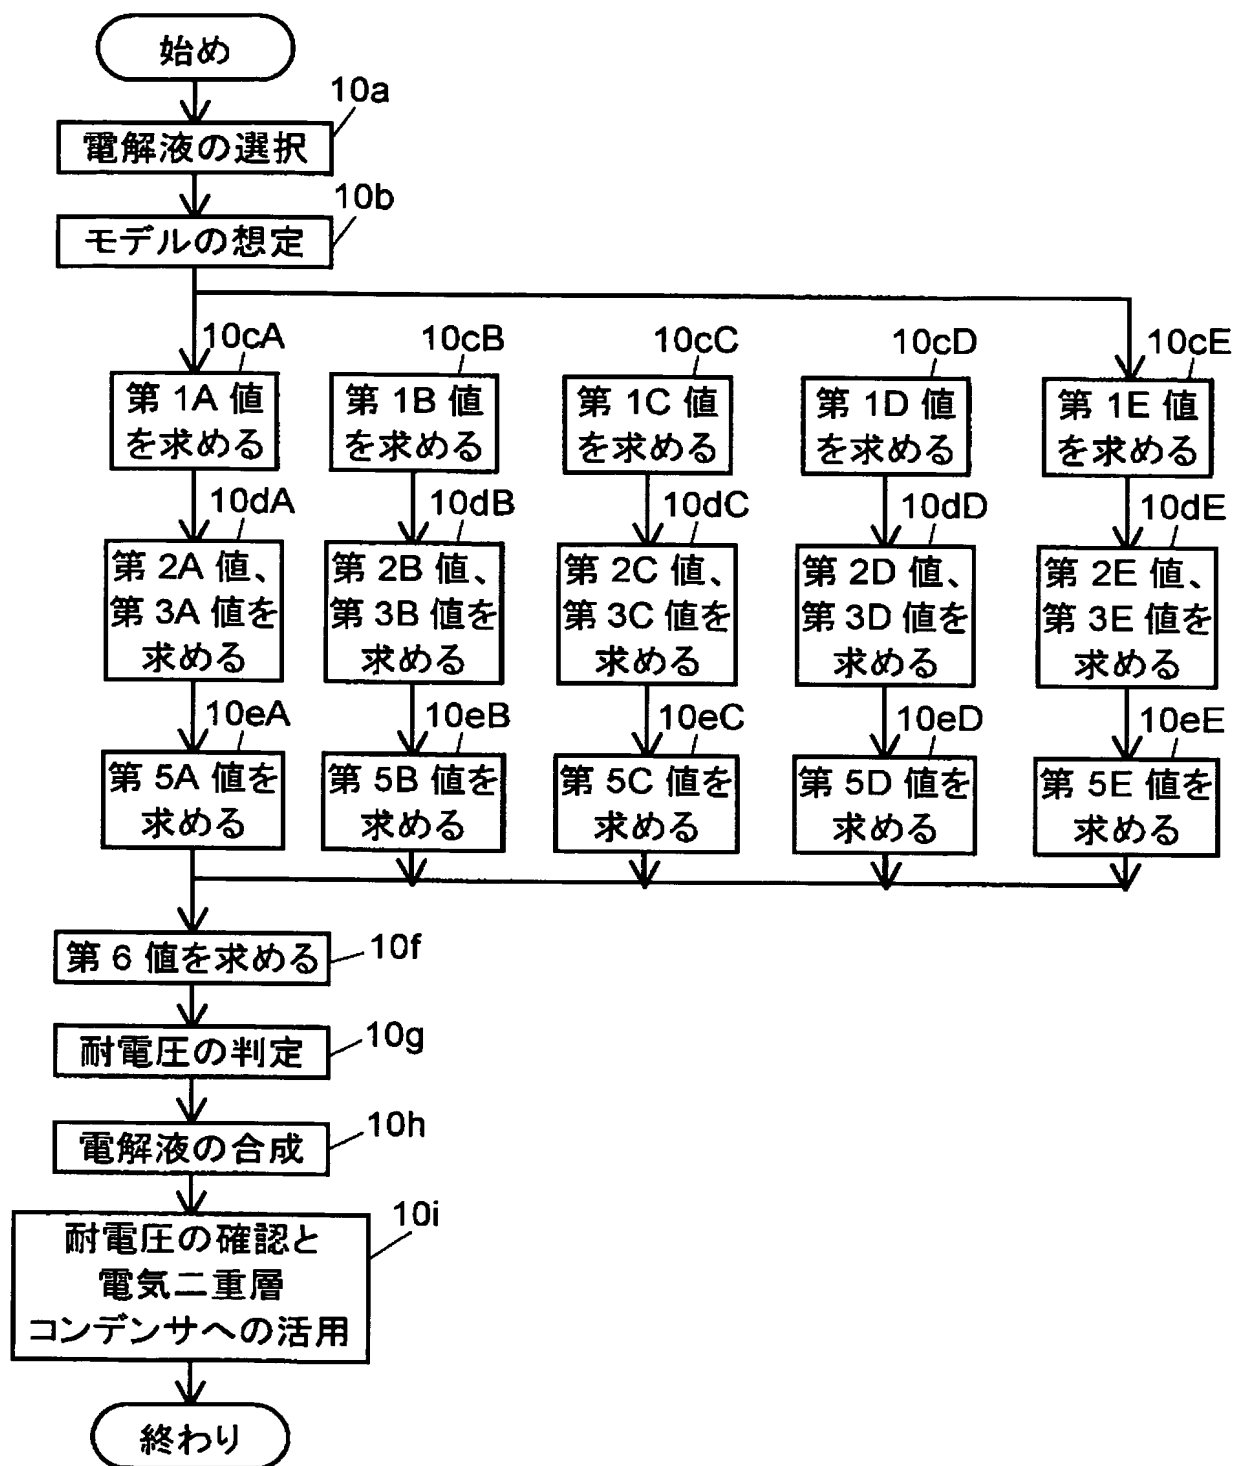 始め
10a
電解液の選択
10b
モデルの想定
10cA
10cB
10cC
10cD
10cE
第 1A 値
を求める
第 1B 値
を求める
第 1C 値
を求める
第 1D 値
を求める
第 1E 値
を求める
10dA
10dB
10dC
10dD
10dE
第 2A 値、
第 3A 値を
求める
第 2B 値、
第 3B 値を
求める
第 2C 値、
第 3C 値を
求める
第 2D 値、
第 3D 値を
求める
第 2E 値、
第 3E 値を
求める
10eA
10eB
10eC
10eD
10eE
第 5A 値を
求める
第 5B 値を
求める
第 5C 値を
求める
第 5D 値を
求める
第 5E 値を
求める
第 6 値を求める
10f
耐電圧の判定
10g
電解液の合成
10h
耐電圧の確認と
電気二重層
コンデンサへの活用
10i
終わり